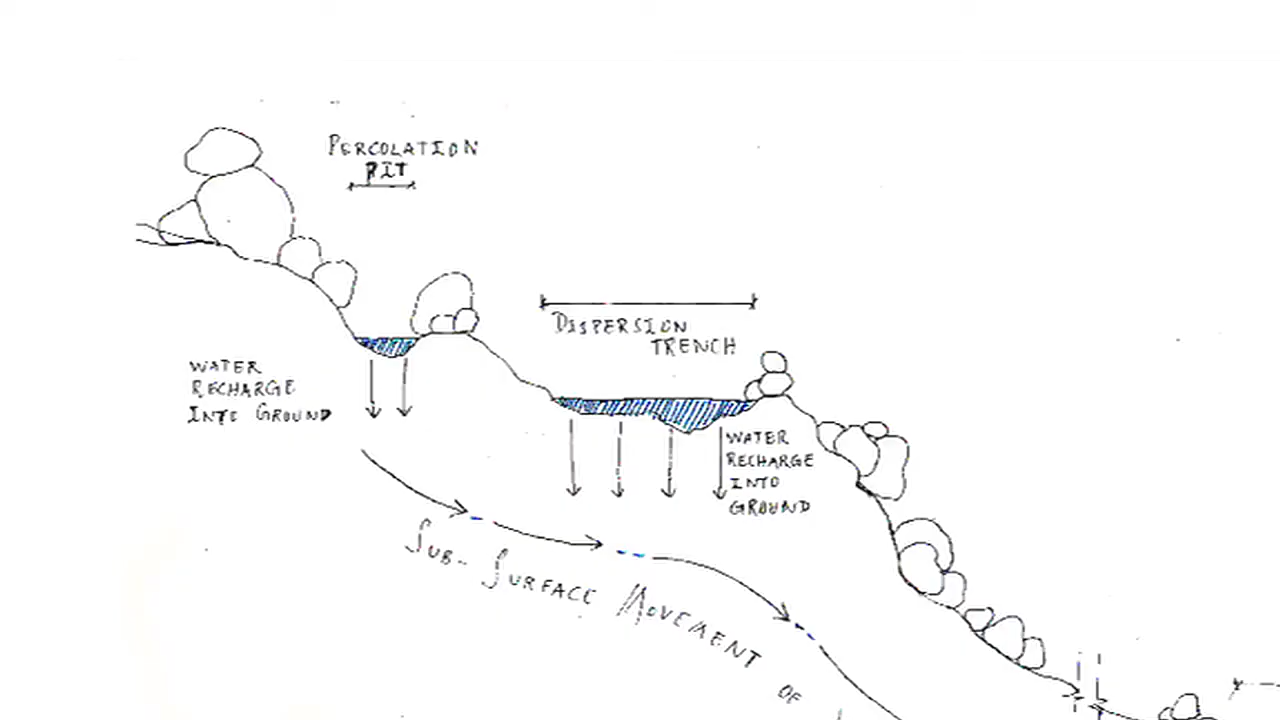 PERCOLATION
PIT
DISPERSION
TRENCH
WATER
RECHARGE
INTO GROUND
WATER
RECHARGE
INTO
GROUND
SUB-SURFACE MOVEMENT OF